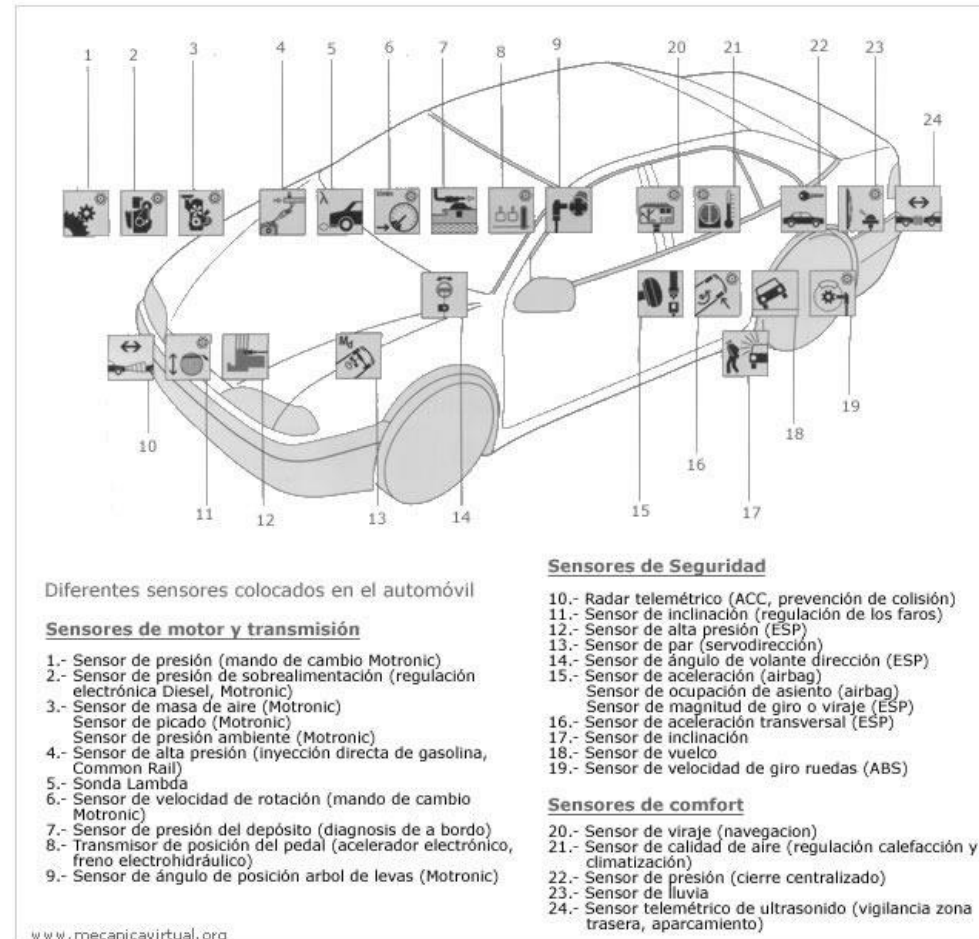 1 2 3 4 5 6 7 8 9 20 21 22 23
24
λ
1/min
Md
10 11 12 13 14 15 16 17 18 19
Diferentes sensores colocados en el automóvil
Sensores de motor y transmisión
1.- Sensor de presión (mando de cambio Motronic)
2.- Sensor de presión de sobrealimentación (regulación
electrónica Diesel, Motronic)
3.- Sensor de masa de aire (Motronic)
Sensor de picado (Motronic)
Sensor de presión ambiente (Motronic)
4.- Sensor de alta presión (inyección directa de gasolina,
Common Rail)
5.- Sonda Lambda
6.- Sensor de velocidad de rotación (mando de cambio
Motronic)
7.- Sensor de presión del depósito (diagnosis de a bordo)
8.- Transmisor de posición del pedal (acelerador electrónico,
freno electrohidráulico)
9.- Sensor de ángulo de posición arbol de levas (Motronic)
www.mecanicavirtual.org
Sensores de Seguridad
10.- Radar telemétrico (ACC, prevención de colisión)
11.- Sensor de inclinación (regulación de los faros)
12.- Sensor de alta presión (ESP)
13.- Sensor de par (servodirección)
14.- Sensor de ángulo de volante dirección (ESP)
15.- Sensor de aceleración (airbag)
Sensor de ocupación de asiento (airbag)
Sensor de magnitud de giro o viraje (ESP)
16.- Sensor de aceleración transversal (ESP)
17.- Sensor de inclinación
18.- Sensor de vuelco
19.- Sensor de velocidad de giro ruedas (ABS)
Sensores de comfort
20.- Sensor de viraje (navegacion)
21.- Sensor de calidad de aire (regulación calefacción y
climatización)
22.- Sensor de presión (cierre centralizado)
23.- Sensor de lluvia
24.- Sensor telemétrico de ultrasonido (vigilancia zona
trasera, aparcamiento)